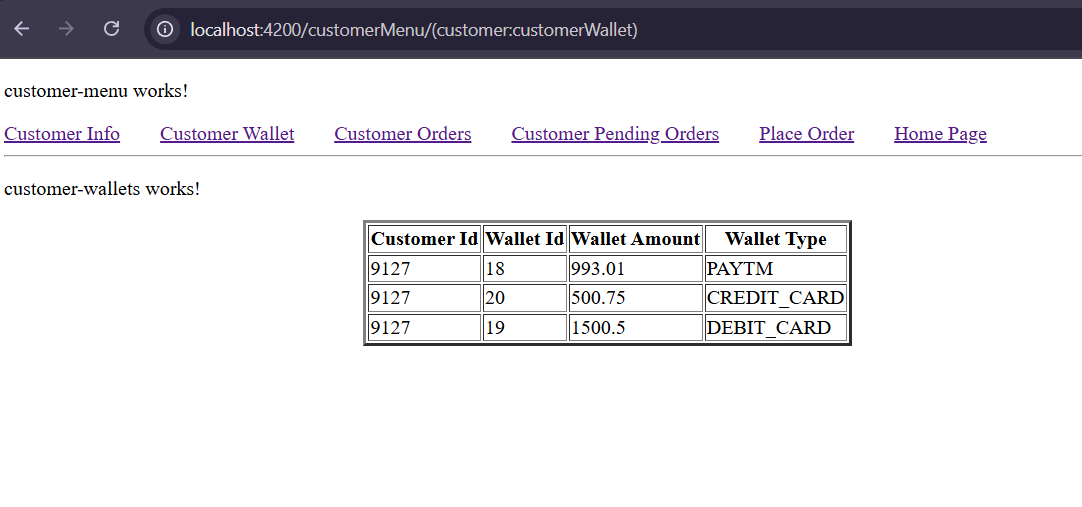 localhost:4200/customerMenu/(customer:customerWallet)
customer-menu works!
Customer Info Customer Wallet Customer Orders Customer Pending Orders Place Order Home Page
customer-wallets works!
Customer Id Wallet Id Wallet Amount Wallet Type
9127 18 993.01 PAYTM
9127 20 500.75 CREDIT_CARD
9127 19 1500.5 DEBIT_CARD